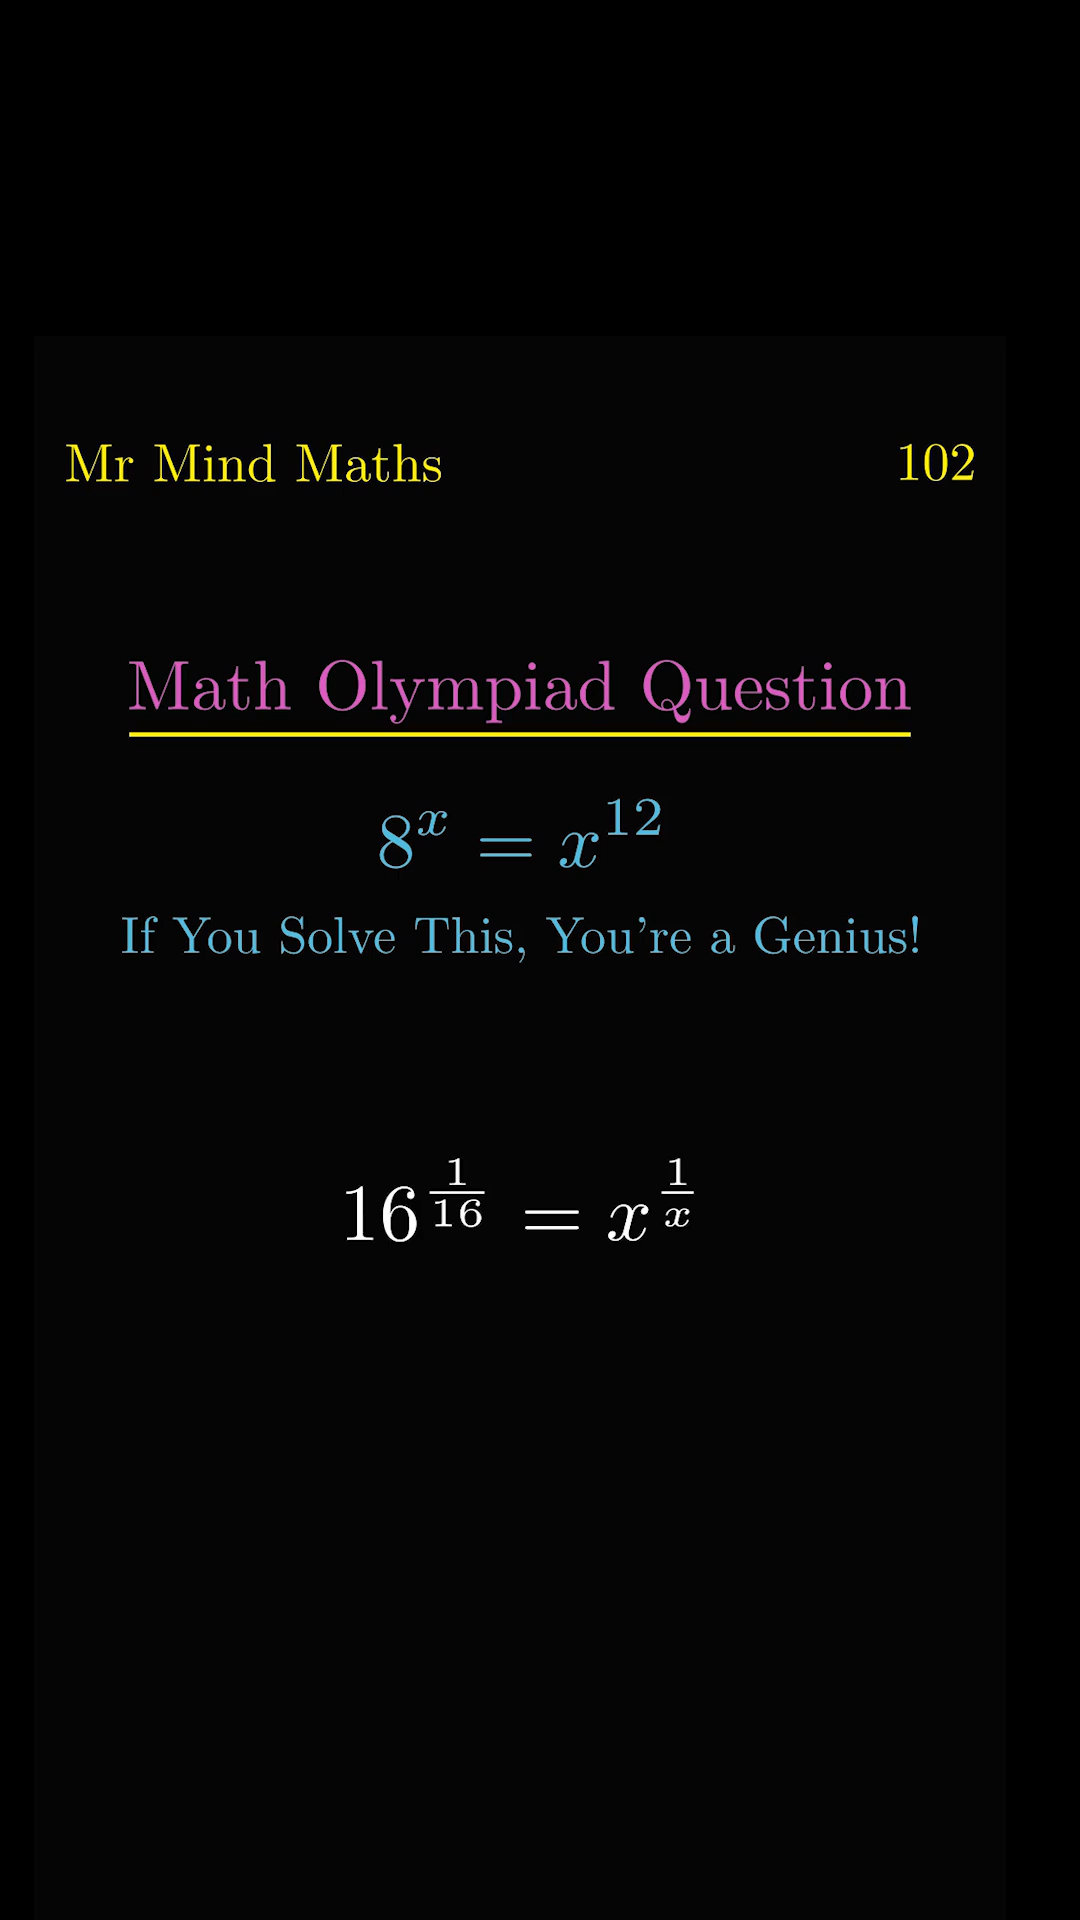 Mr Mind Maths 102
Math Olympiad Question
8^x = x^12
If You Solve This, You're a Genius!
16^(1/16) = x^(1/x)